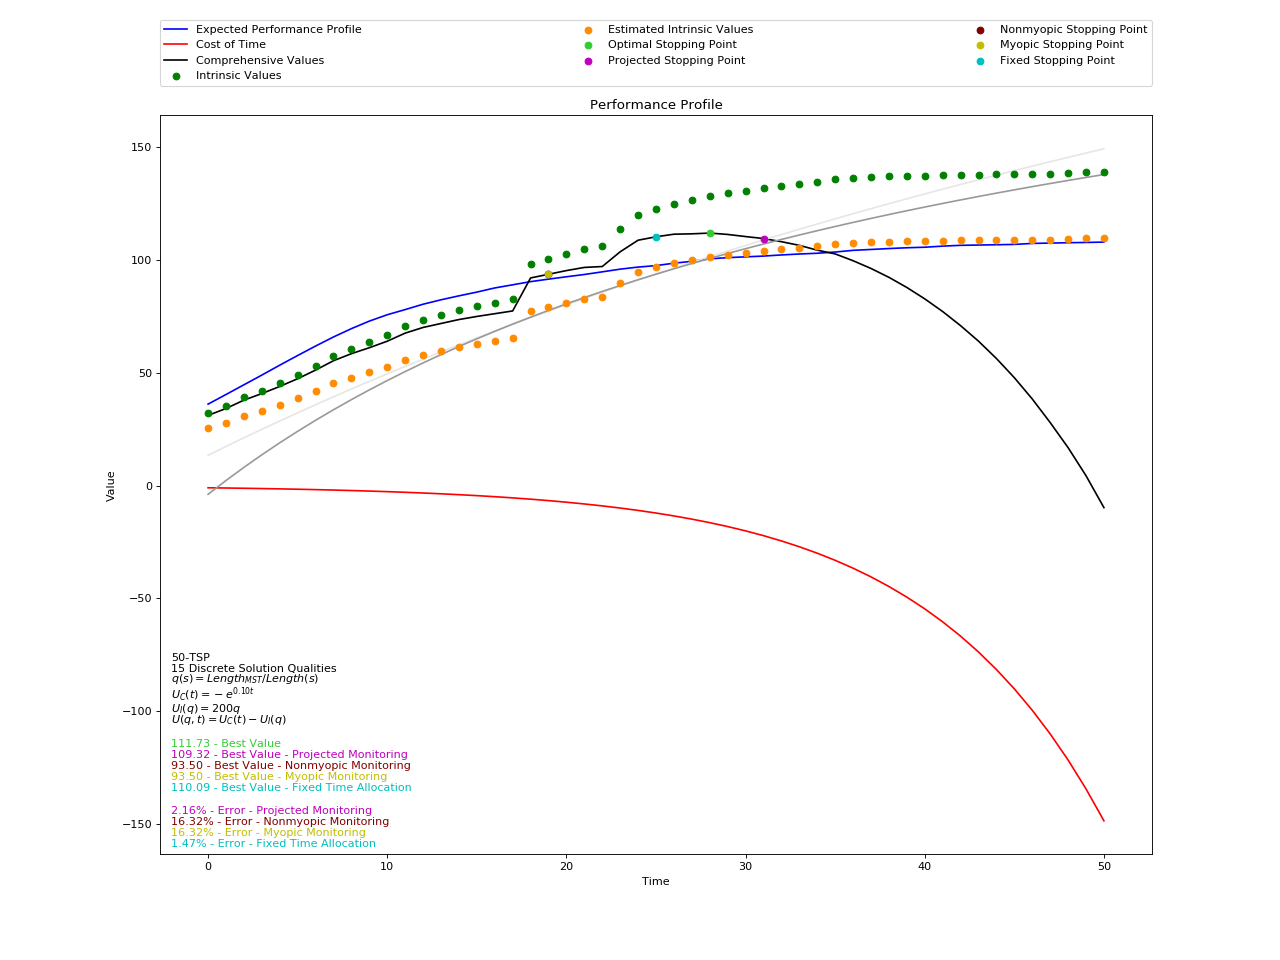 Expected Performance Profile
Cost of Time
Comprehensive Values
Intrinsic Values
Estimated Intrinsic Values
Optimal Stopping Point
Projected Stopping Point
Nonmyopic Stopping Point
Myopic Stopping Point
Fixed Stopping Point
Performance Profile
150
100
50
0
−50
−100
−150
Value
50-TSP
15 Discrete Solution Qualities
q(s) = Length_MST/Length(s)
U_C(t) = −e^0.10t
U_I(q) = 200q
U(q, t) = U_C(t) − U_I(q)
111.73 - Best Value
109.32 - Best Value - Projected Monitoring
93.50 - Best Value - Nonmyopic Monitoring
93.50 - Best Value - Myopic Monitoring
110.09 - Best Value - Fixed Time Allocation
2.16% - Error - Projected Monitoring
16.32% - Error - Nonmyopic Monitoring
16.32% - Error - Myopic Monitoring
1.47% - Error - Fixed Time Allocation
0 10 20 30 40 50
Time